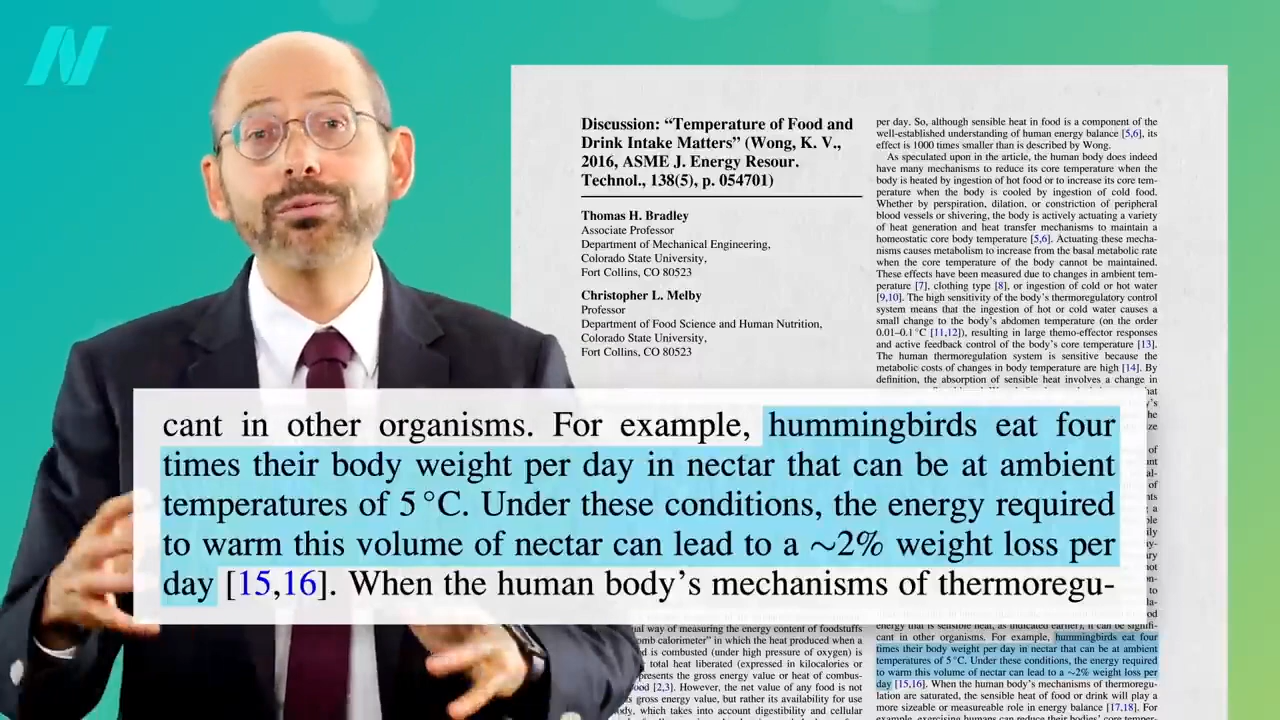 Discussion: “Temperature of Food and
Drink Intake Matters” (Wong, K. V.,
2016, ASME J. Energy Resour.
Technol., 138(5), p. 054701)
Thomas H. Bradley
Associate Professor
Department of Mechanical Engineering,
Colorado State University,
Fort Collins, CO 80523
Christopher L. Melby
Professor
Department of Food Science and Human Nutrition,
Colorado State University,
Fort Collins, CO 80523
per day. So, although sensible heat in food is a component of the
well-established understanding of human energy balance [5,6], its
effect is 1000 times smaller than is described by Wong.
As speculated upon in the article, the human body does indeed
have many mechanisms to reduce its core temperature when the
body is heated by ingestion of hot food or to increase its core tem-
perature when the body is cooled by ingestion of cold food.
Whether by perspiration, dilation, or constriction of peripheral
blood vessels or shivering, the body is actively actuating a variety
of heat generation and heat transfer mechanisms to maintain a
homeostatic core body temperature [5,6]. Actuating these mecha-
nisms causes metabolism to increase from the basal metabolic rate
when the core temperature of the body cannot be maintained.
These effects have been measured due to changes in ambient tem-
perature [7], clothing type [8], or ingestion of cold or hot water
[9,10]. The high sensitivity of the body’s thermoregulatory control
system means that the ingestion of hot or cold water causes a
small change to the body’s abdomen temperature (on the order
0.01–0.1 °C [11,12]), resulting in large themo-effector responses
and active feedback control of the body’s core temperature [13].
The human thermoregulation system is sensitive because the
metabolic costs of changes in body temperature are high [14]. By
definition, the absorption of sensible heat involves a change in
cant in other organisms. For example, hummingbirds eat four
times their body weight per day in nectar that can be at ambient
temperatures of 5 °C. Under these conditions, the energy required
to warm this volume of nectar can lead to a ∼2% weight loss per
day [15,16]. When the human body’s mechanisms of thermoregu-
way of measuring the energy content of foodstuffs
calorimeter” in which the heat produced when a
is combusted (under high pressure of oxygen) is
total heat liberated (expressed in kilocalories or
the gross energy value or heat of combus-
[2,3]. However, the net value of any food is not
gross energy value, but rather its availability for use
which takes into account digestibility and cellular
energy that is sensible heat, as indicated earlier), it can be signifi-
cant in other organisms. For example, hummingbirds eat four
times their body weight per day in nectar that can be at ambient
temperatures of 5 °C. Under these conditions, the energy required
to warm this volume of nectar can lead to a ∼2% weight loss per
day [15,16]. When the human body’s mechanisms of thermoregu-
lation are saturated, the sensible heat of food or drink will play a
more sizeable or measureable role in energy balance [17,18]. For
example, exercising humans can reduce their bodies’ core temper-